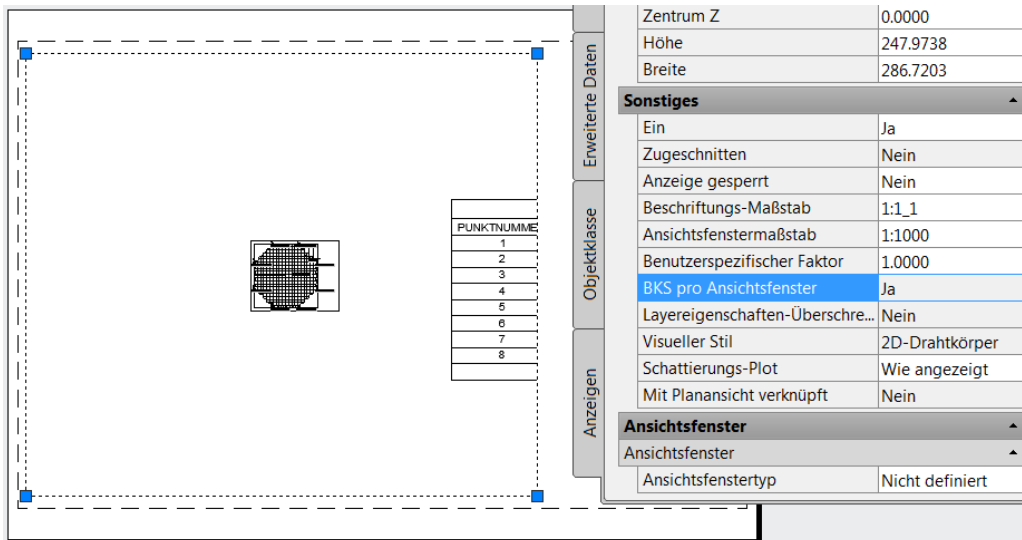 PUNKTNUMME
1
2
3
4
5
6
7
8
Erweiterte Daten
Objektklasse
Anzeigen
Zentrum Z 0.0000
Höhe 247.9738
Breite 286.7203
Sonstiges
Ein Ja
Zugeschnitten Nein
Anzeige gesperrt Nein
Beschriftungs-Maßstab 1:1_1
Ansichtsfenstermaßstab 1:1000
Benutzerspezifischer Faktor 1.0000
BKS pro Ansichtsfenster Ja
Layereigenschaften-Überschre... Nein
Visueller Stil 2D-Drahtkörper
Schattierungs-Plot Wie angezeigt
Mit Planansicht verknüpft Nein
Ansichtsfenster
Ansichtsfenster
Ansichtsfenstertyp Nicht definiert